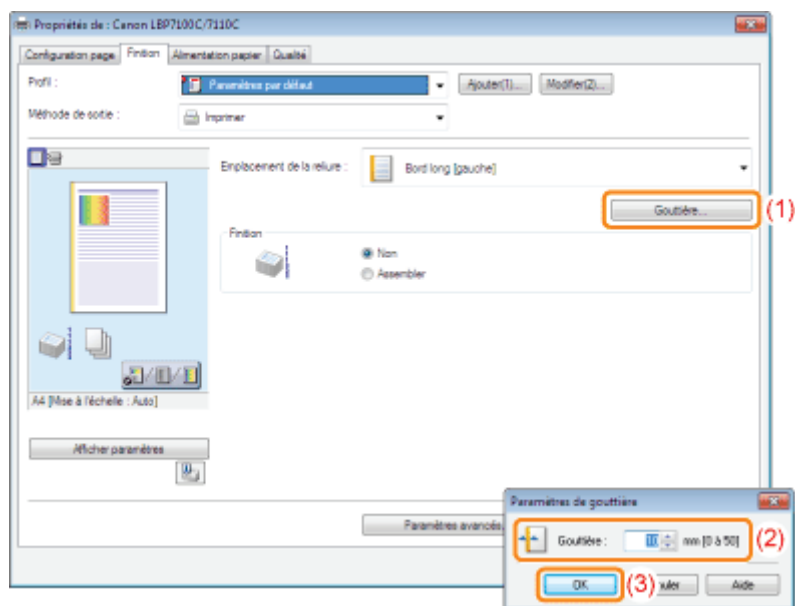 Propriétés de : Canon LBP7100C/7110C
Configuration page Finition Alimentation papier Qualité
Profil : Paramètres par défaut Ajouter(1)... Modifier(2)...
Méthode de sortie : Imprimer
Emplacement de la reliure : Bord long [gauche]
Gouttière... (1)
Finition
Non
Assembler
A4 [Mise à l'échelle : Auto]
Afficher paramètres
Paramètres avancés
Paramètres de gouttière
Gouttière : 10 mm [0 à 50] (2)
OK (3) uler Aide